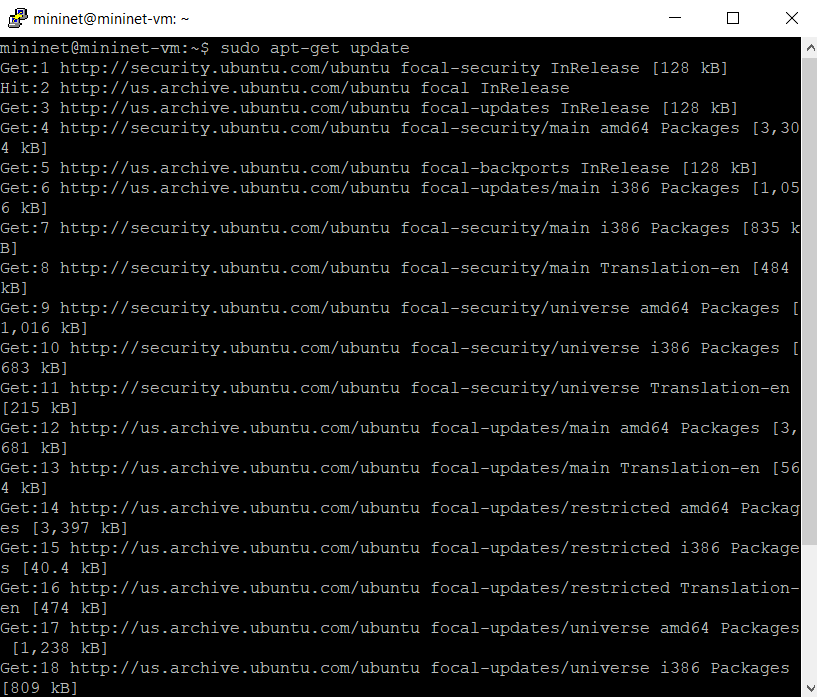 mininet@mininet-vm: ~
mininet@mininet-vm:~$ sudo apt-get update
Get:1 http://security.ubuntu.com/ubuntu focal-security InRelease [128 kB]
Hit:2 http://us.archive.ubuntu.com/ubuntu focal InRelease
Get:3 http://us.archive.ubuntu.com/ubuntu focal-updates InRelease [128 kB]
Get:4 http://security.ubuntu.com/ubuntu focal-security/main amd64 Packages [3,30
4 kB]
Get:5 http://us.archive.ubuntu.com/ubuntu focal-backports InRelease [128 kB]
Get:6 http://us.archive.ubuntu.com/ubuntu focal-updates/main i386 Packages [1,05
6 kB]
Get:7 http://security.ubuntu.com/ubuntu focal-security/main i386 Packages [835 k
B]
Get:8 http://security.ubuntu.com/ubuntu focal-security/main Translation-en [484
kB]
Get:9 http://security.ubuntu.com/ubuntu focal-security/universe amd64 Packages [
1,016 kB]
Get:10 http://security.ubuntu.com/ubuntu focal-security/universe i386 Packages [
683 kB]
Get:11 http://security.ubuntu.com/ubuntu focal-security/universe Translation-en
[215 kB]
Get:12 http://us.archive.ubuntu.com/ubuntu focal-updates/main amd64 Packages [3,
681 kB]
Get:13 http://us.archive.ubuntu.com/ubuntu focal-updates/main Translation-en [56
4 kB]
Get:14 http://us.archive.ubuntu.com/ubuntu focal-updates/restricted amd64 Packag
es [3,397 kB]
Get:15 http://us.archive.ubuntu.com/ubuntu focal-updates/restricted i386 Package
s [40.4 kB]
Get:16 http://us.archive.ubuntu.com/ubuntu focal-updates/restricted Translation-
en [474 kB]
Get:17 http://us.archive.ubuntu.com/ubuntu focal-updates/universe amd64 Packages
 [1,238 kB]
Get:18 http://us.archive.ubuntu.com/ubuntu focal-updates/universe i386 Packages
[809 kB]